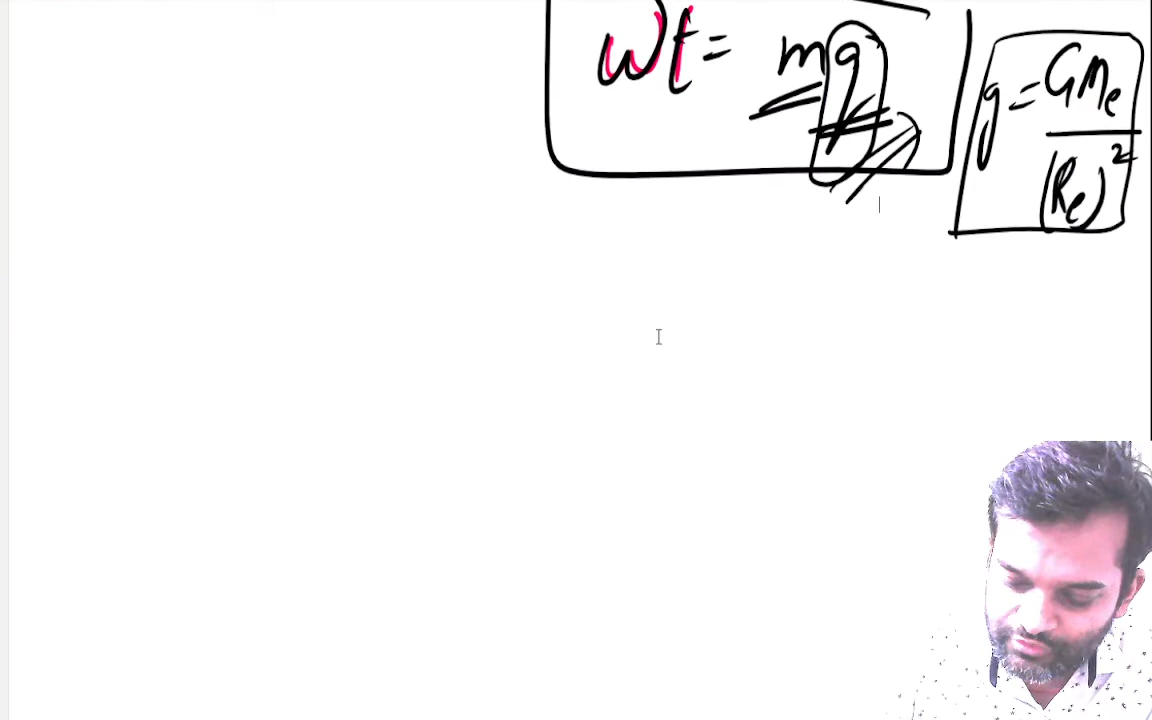 Wt = mg
g = GMe
(Re)²